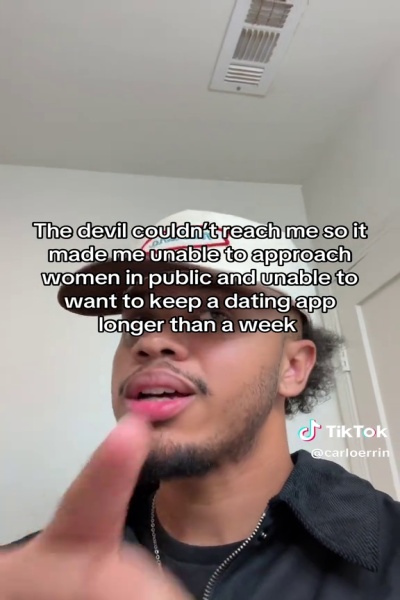 The devil couldn't reach me so it
made me unable to approach
women in public and unable to
want to keep a dating app
longer than a week
TikTok
@carloerrin